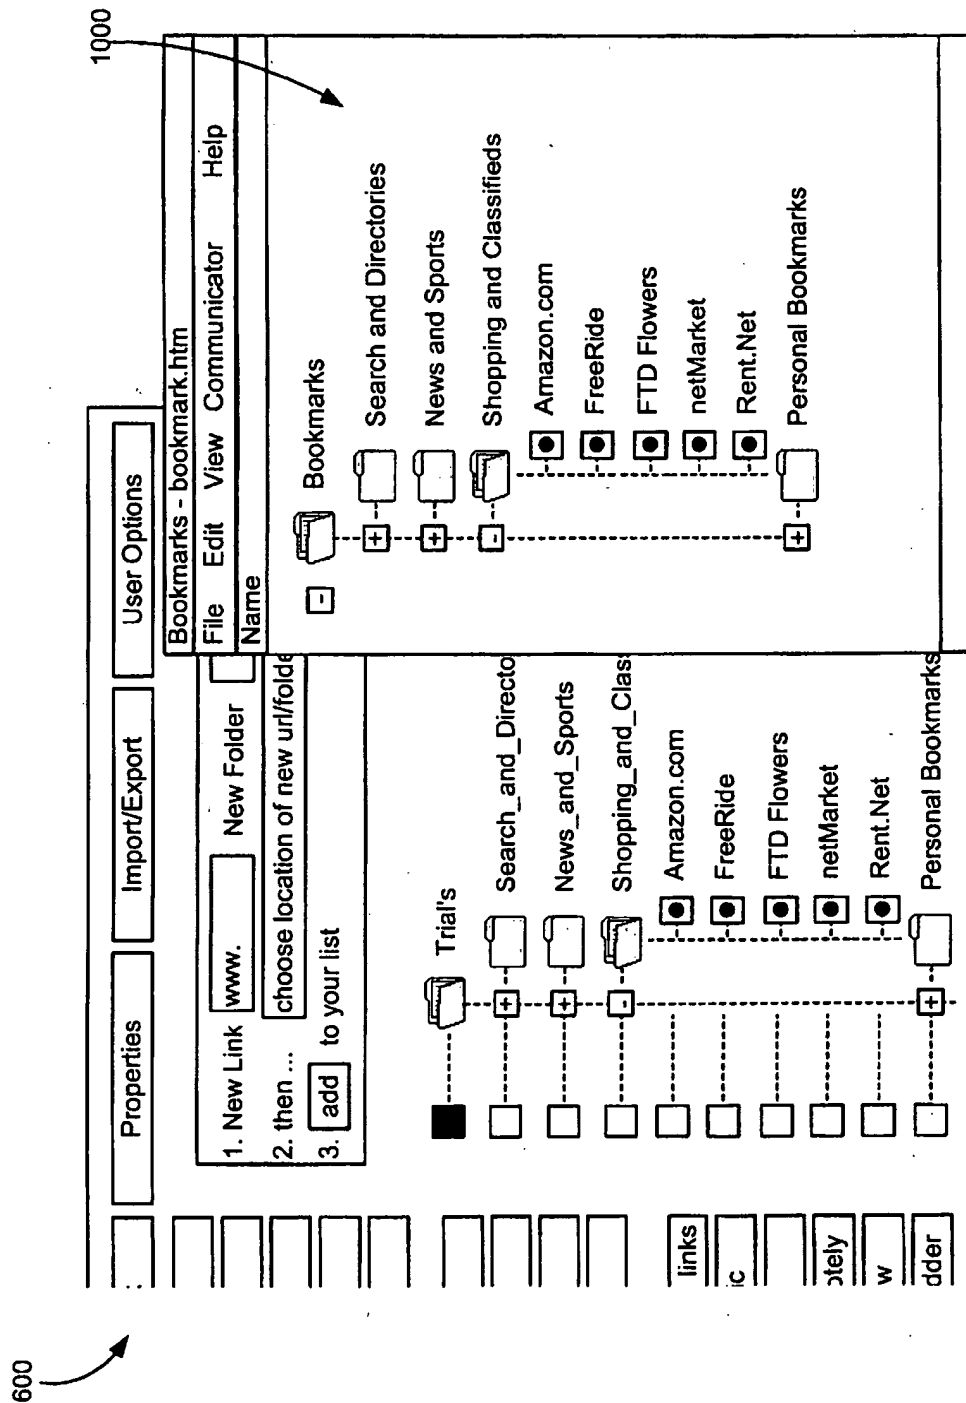 600
1000
Properties
Import/Export
User Options
1. New Link
www.
New Folder
2. then ...
choose location of new url/folde
3.
add
to your list
Trial's
Search_and_Directo
News_and_Sports
Shopping_and_Clas
Amazon.com
FreeRide
FTD Flowers
netMarket
Rent.Net
Personal Bookmarks
links
ic
otely
w
dder
Bookmarks - bookmark.htm
File Edit View Communicator Help
Name
Bookmarks
Search and Directories
News and Sports
Shopping and Classifieds
Amazon.com
FreeRide
FTD Flowers
netMarket
Rent.Net
Personal Bookmarks